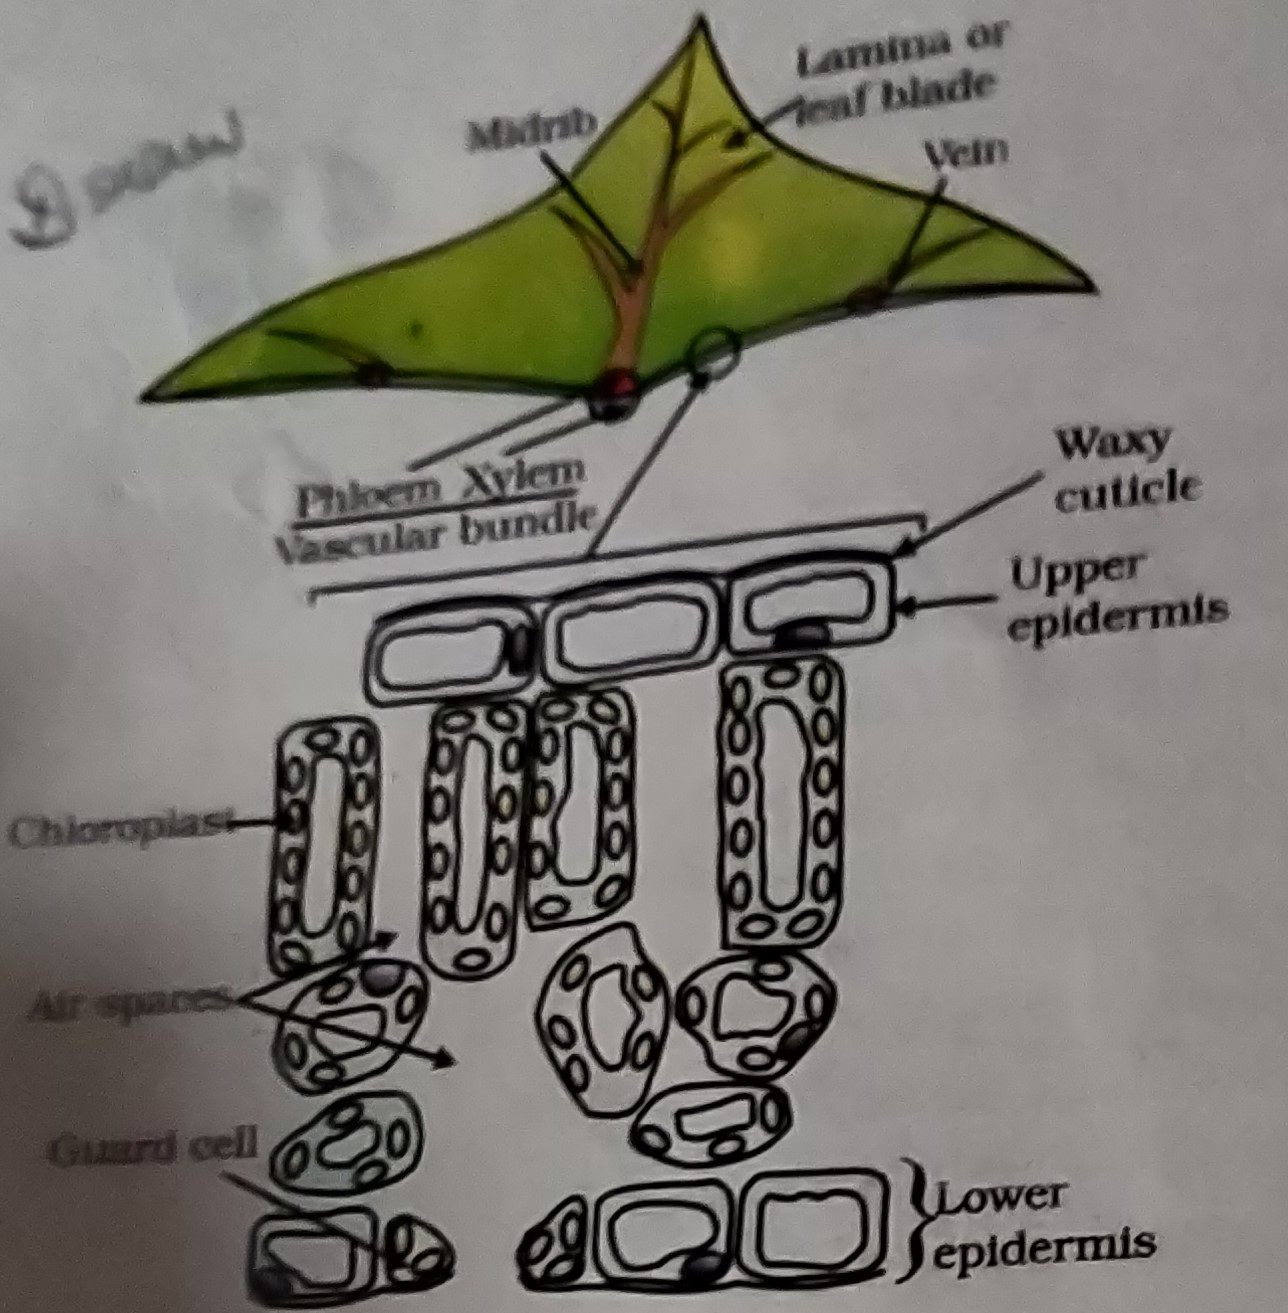 Lamina or
leaf blade
Midrib
Vein
Phloem Xylem
Vascular bundle
Waxy
cuticle
Upper
epidermis
Chloroplast
Air spaces
Guard cell
Lower
epidermis